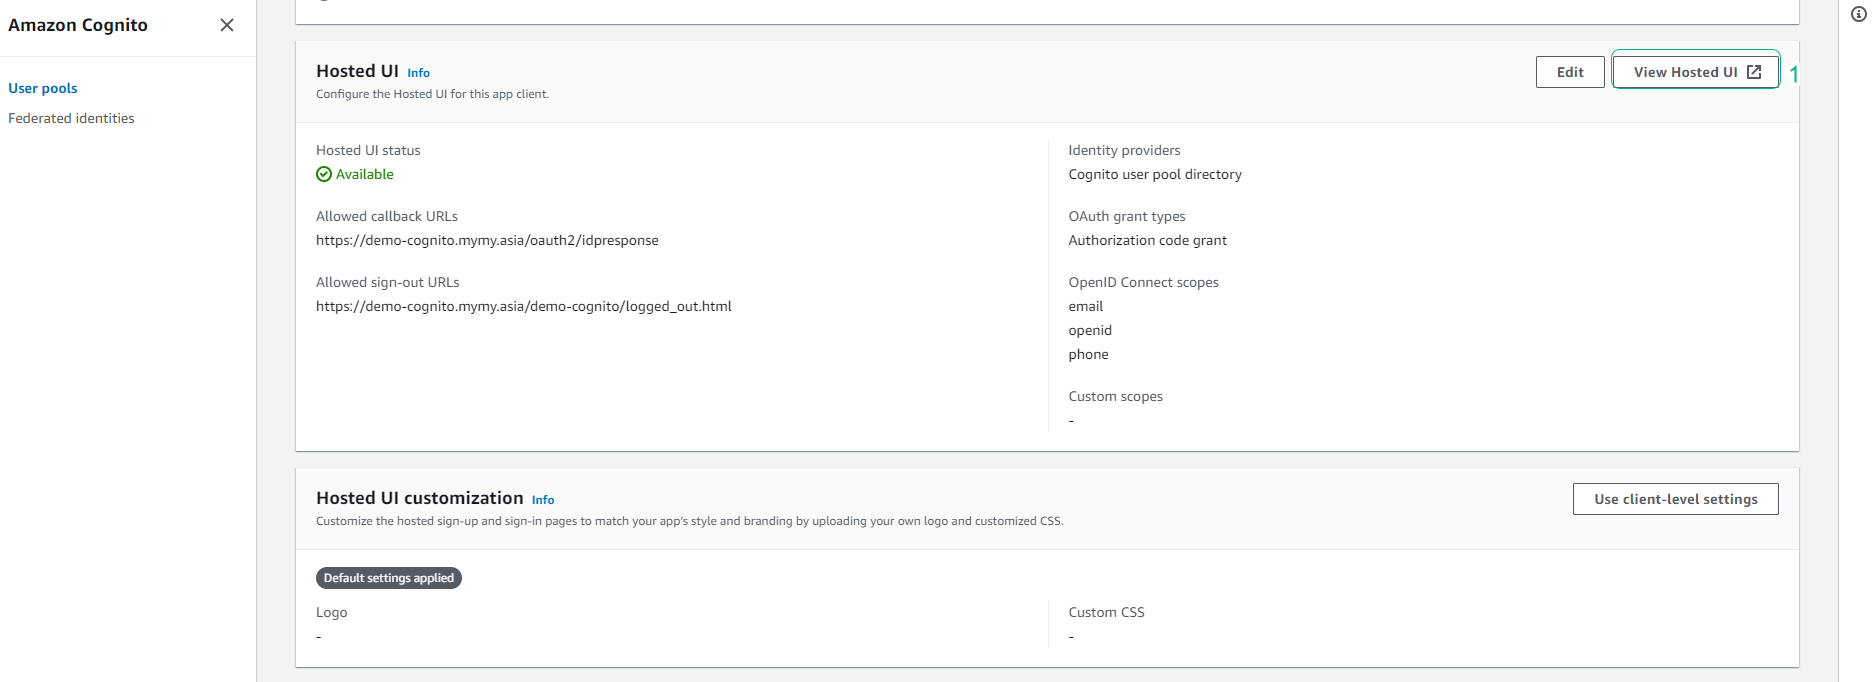 Amazon Cognito
User pools
Federated identities
Hosted UI Info
Configure the Hosted UI for this app client.
Edit
View Hosted UI
1
Hosted UI status
Available
Allowed callback URLs
https://demo-cognito.mymy.asia/oauth2/idpresponse
Allowed sign-out URLs
https://demo-cognito.mymy.asia/demo-cognito/logged_out.html
Identity providers
Cognito user pool directory
OAuth grant types
Authorization code grant
OpenID Connect scopes
email
openid
phone
Custom scopes
-
Hosted UI customization Info
Customize the hosted sign-up and sign-in pages to match your app's style and branding by uploading your own logo and customized CSS.
Use client-level settings
Default settings applied
Logo
-
Custom CSS
-